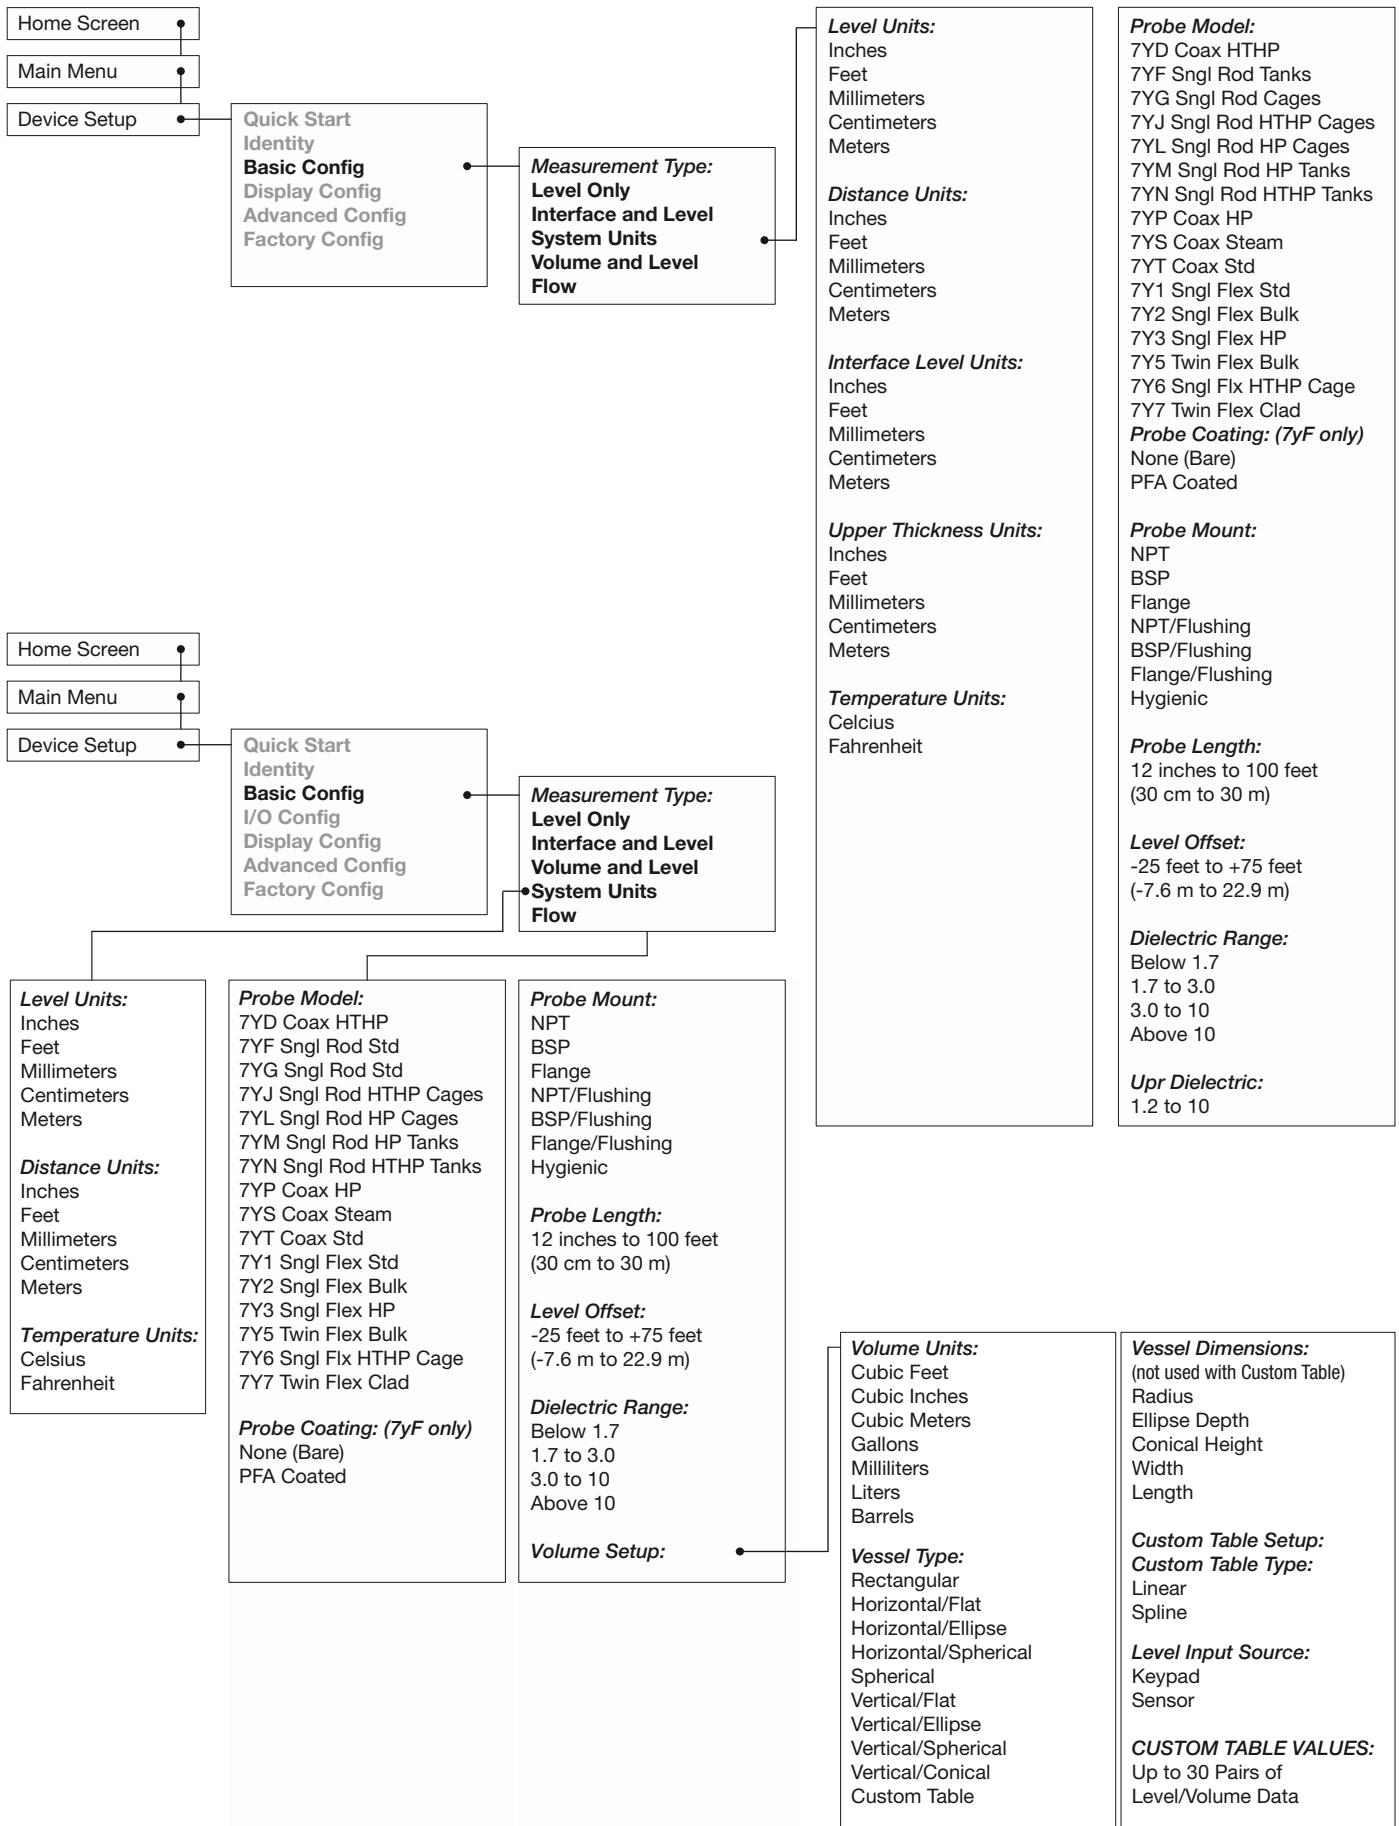 Home Screen
Main Menu
Device Setup
Quick Start
Identity
Basic Config
Display Config
Advanced Config
Factory Config
Measurement Type:
Level Only
Interface and Level
System Units
Volume and Level
Flow
Level Units:
Inches
Feet
Millimeters
Centimeters
Meters
Distance Units:
Inches
Feet
Millimeters
Centimeters
Meters
Interface Level Units:
Inches
Feet
Millimeters
Centimeters
Meters
Upper Thickness Units:
Inches
Feet
Millimeters
Centimeters
Meters
Temperature Units:
Celcius
Fahrenheit
Probe Model:
7YD Coax HTHP
7YF Sngl Rod Tanks
7YG Sngl Rod Cages
7YJ Sngl Rod HTHP Cages
7YL Sngl Rod HP Cages
7YM Sngl Rod HP Tanks
7YN Sngl Rod HTHP Tanks
7YP Coax HP
7YS Coax Steam
7YT Coax Std
7Y1 Sngl Flex Std
7Y2 Sngl Flex Bulk
7Y3 Sngl Flex HP
7Y5 Twin Flex Bulk
7Y6 Sngl Flx HTHP Cage
7Y7 Twin Flex Clad
Probe Coating: (7yF only)
None (Bare)
PFA Coated
Probe Mount:
NPT
BSP
Flange
NPT/Flushing
BSP/Flushing
Flange/Flushing
Hygienic
Probe Length:
12 inches to 100 feet
(30 cm to 30 m)
Level Offset:
-25 feet to +75 feet
(-7.6 m to 22.9 m)
Dielectric Range:
Below 1.7
1.7 to 3.0
3.0 to 10
Above 10
Upr Dielectric:
1.2 to 10
Home Screen
Main Menu
Device Setup
Quick Start
Identity
Basic Config
I/O Config
Display Config
Advanced Config
Factory Config
Measurement Type:
Level Only
Interface and Level
Volume and Level
System Units
Flow
Level Units:
Inches
Feet
Millimeters
Centimeters
Meters
Distance Units:
Inches
Feet
Millimeters
Centimeters
Meters
Temperature Units:
Celsius
Fahrenheit
Probe Model:
7YD Coax HTHP
7YF Sngl Rod Std
7YG Sngl Rod Std
7YJ Sngl Rod HTHP Cages
7YL Sngl Rod HP Cages
7YM Sngl Rod HP Tanks
7YN Sngl Rod HTHP Tanks
7YP Coax HP
7YS Coax Steam
7YT Coax Std
7Y1 Sngl Flex Std
7Y2 Sngl Flex Bulk
7Y3 Sngl Flex HP
7Y5 Twin Flex Bulk
7Y6 Sngl Flx HTHP Cage
7Y7 Twin Flex Clad
Probe Coating: (7yF only)
None (Bare)
PFA Coated
Probe Mount:
NPT
BSP
Flange
NPT/Flushing
BSP/Flushing
Flange/Flushing
Hygienic
Probe Length:
12 inches to 100 feet
(30 cm to 30 m)
Level Offset:
-25 feet to +75 feet
(-7.6 m to 22.9 m)
Dielectric Range:
Below 1.7
1.7 to 3.0
3.0 to 10
Above 10
Volume Setup:
Volume Units:
Cubic Feet
Cubic Inches
Cubic Meters
Gallons
Milliliters
Liters
Barrels
Vessel Type:
Rectangular
Horizontal/Flat
Horizontal/Ellipse
Horizontal/Spherical
Spherical
Vertical/Flat
Vertical/Ellipse
Vertical/Spherical
Vertical/Conical
Custom Table
Vessel Dimensions:
(not used with Custom Table)
Radius
Ellipse Depth
Conical Height
Width
Length
Custom Table Setup:
Custom Table Type:
Linear
Spline
Level Input Source:
Keypad
Sensor
CUSTOM TABLE VALUES:
Up to 30 Pairs of
Level/Volume Data